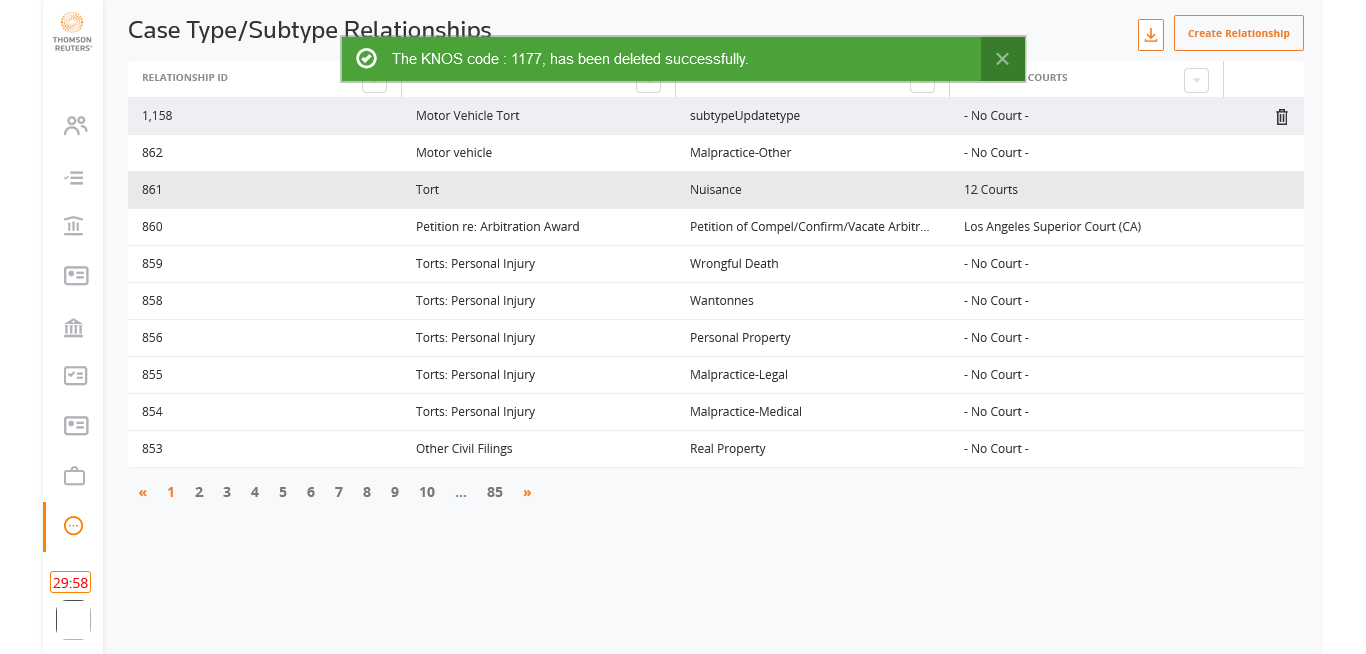 THOMSON
REUTERS®
Case Type/Subtype Relationships
Create Relationship
The KNOS code : 1177, has been deleted successfully.
RELATIONSHIP ID
COURTS
1,158 Motor Vehicle Tort subtypeUpdatetype - No Court -
862 Motor vehicle Malpractice-Other - No Court -
861 Tort Nuisance 12 Courts
860 Petition re: Arbitration Award Petition of Compel/Confirm/Vacate Arbitr... Los Angeles Superior Court (CA)
859 Torts: Personal Injury Wrongful Death - No Court -
858 Torts: Personal Injury Wantonnes - No Court -
856 Torts: Personal Injury Personal Property - No Court -
855 Torts: Personal Injury Malpractice-Legal - No Court -
854 Torts: Personal Injury Malpractice-Medical - No Court -
853 Other Civil Filings Real Property - No Court -
« 1 2 3 4 5 6 7 8 9 10 ... 85 »
29:58